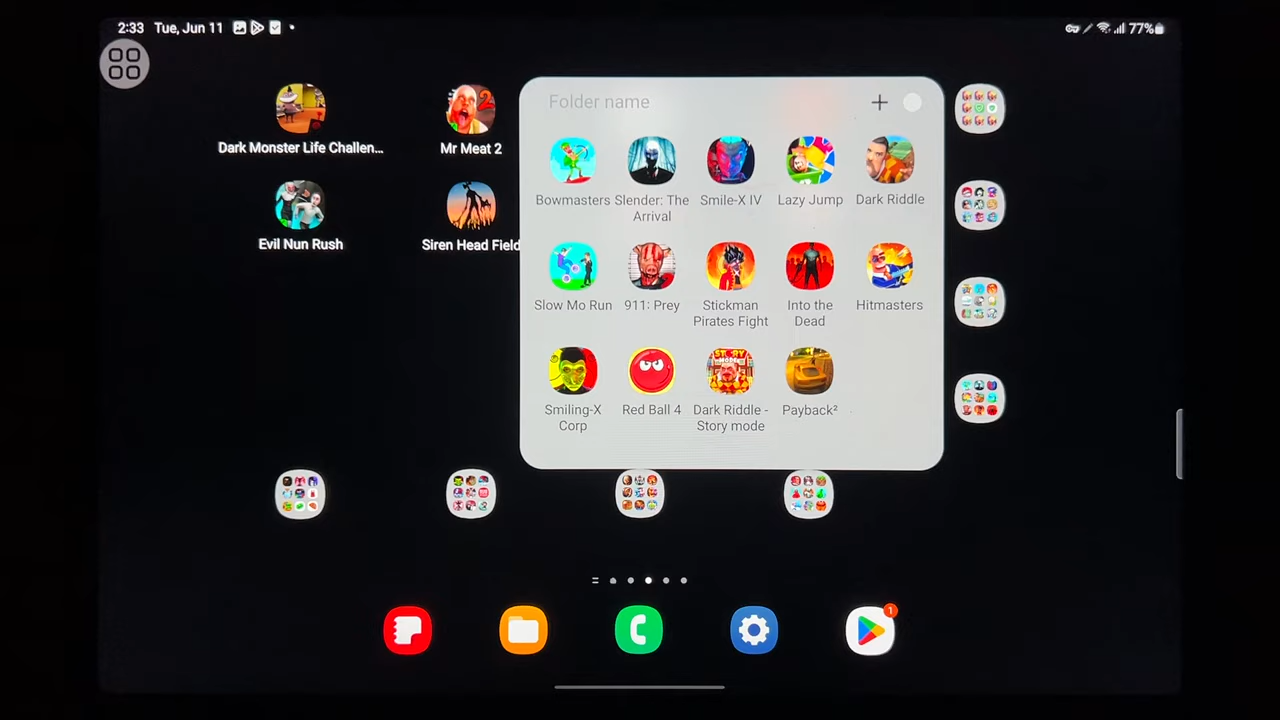 2:33 Tue, Jun 11
77%
Dark Monster Life Challen...
Mr Meat 2
Evil Nun Rush
Siren Head Field
Folder name
Bowmasters
Slender: The
Arrival
Smile-X IV
Lazy Jump
Dark Riddle
Slow Mo Run
911: Prey
Stickman
Pirates Fight
Into the
Dead
Hitmasters
Smiling-X
Corp
Red Ball 4
Dark Riddle -
Story mode
Payback²
1